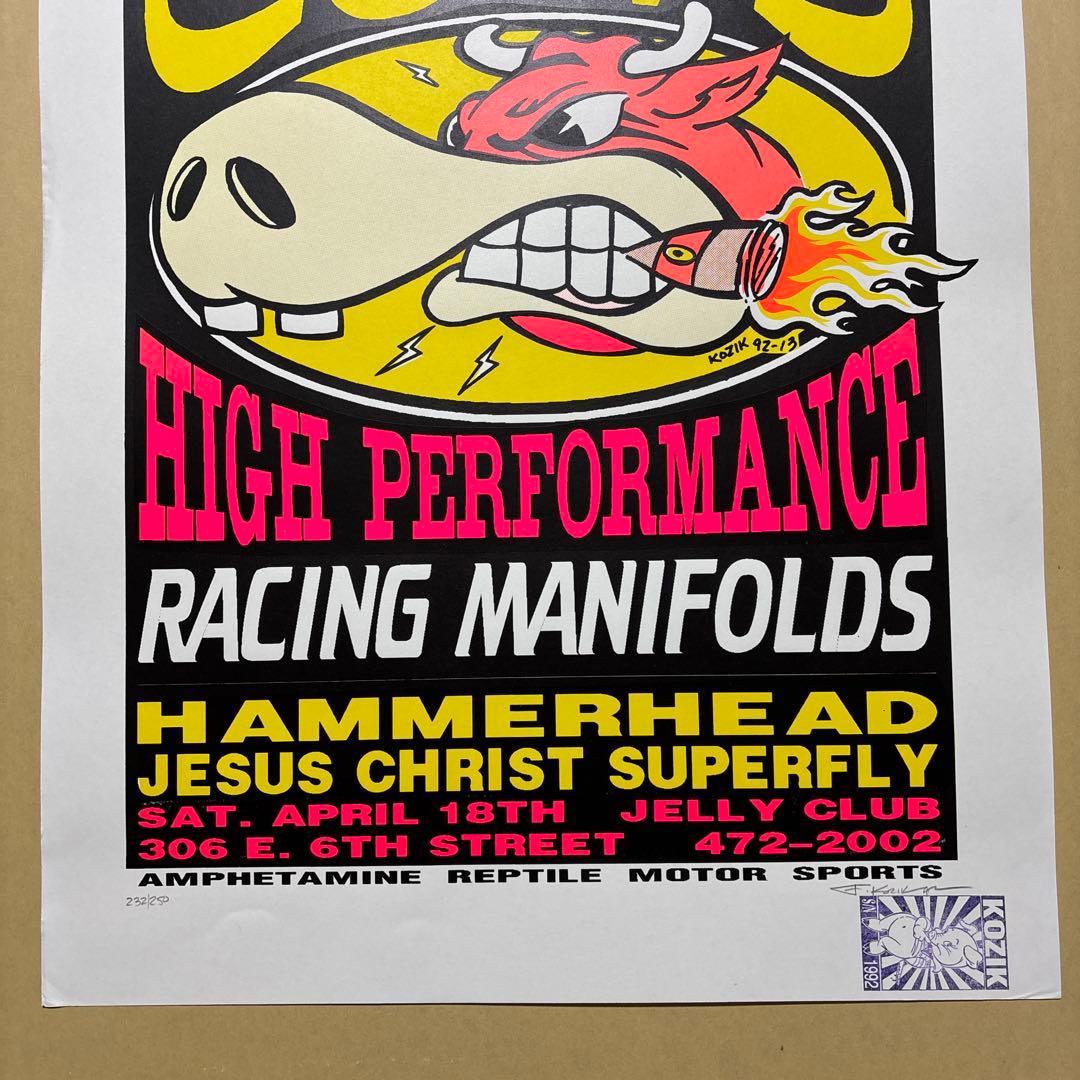 KOZIK 92-13
HIGH PERFORMANCE
RACING MANIFOLDS
HAMMERHEAD
JESUS CHRIST SUPERFLY
SAT. APRIL 18TH JELLY CLUB
306 E. 6TH STREET 472-2002
AMPHETAMINE REPTILE MOTOR SPORTS
232/250
F. KOZIK
KOZIK
1992